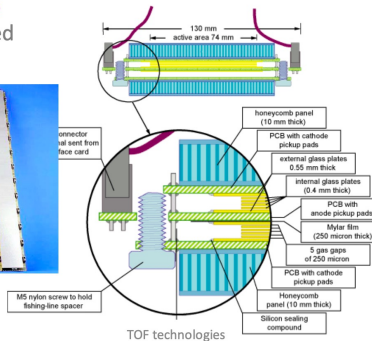 ed
130 mm
active area 74 mm
honeycomb panel
(10 mm thick)
PCB with cathode
pickup pads
external glass plates
0.55 mm thick
internal glass plates
(0.4 mm thick)
PCB with
anode pickup pads
Mylar film
(250 micron thick)
5 gas gaps
of 250 micron
PCB with cathode
pickup pads
Honeycomb
panel (10 mm thick)
Silicon sealing
compound
connector
nal sent from
face card
M5 nylon screw to hold
fishing-line spacer
TOF technologies